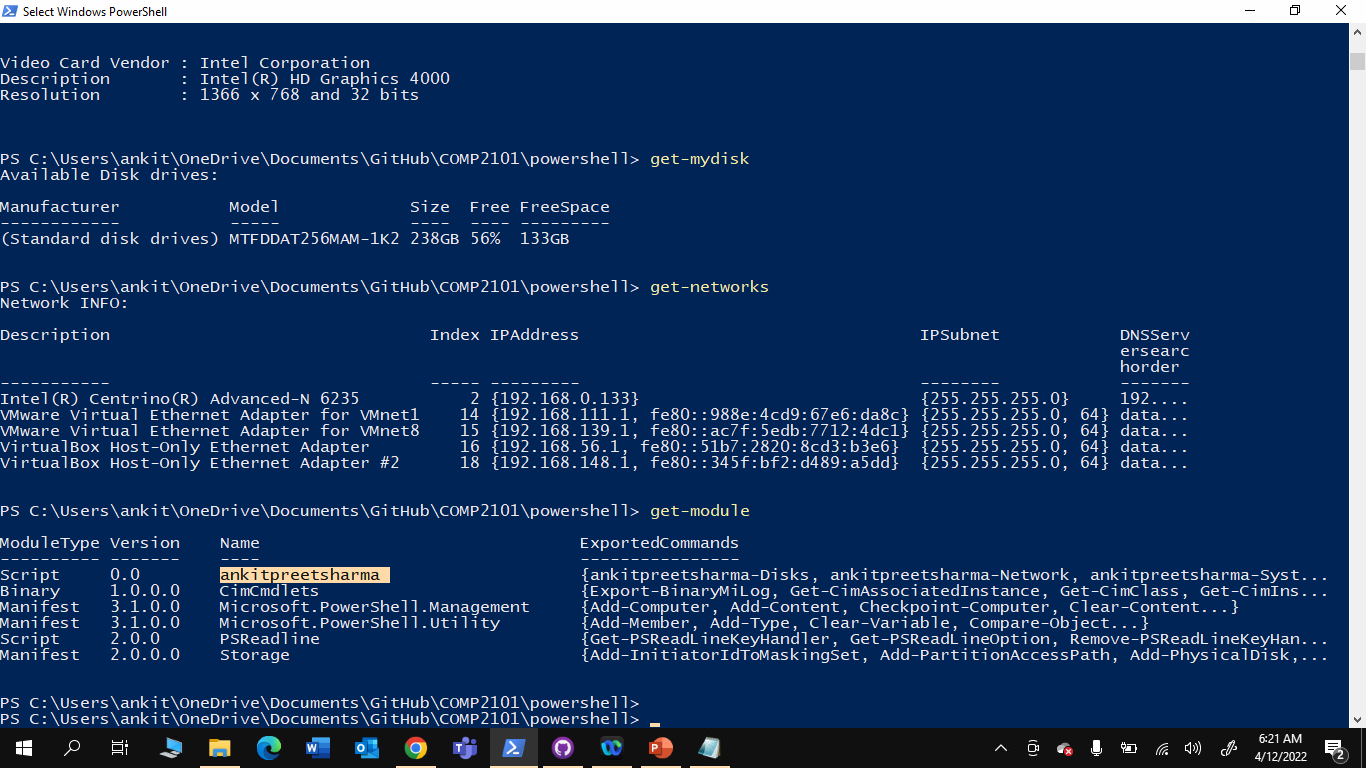 Select Windows PowerShell
Video Card Vendor : Intel Corporation
Description       : Intel(R) HD Graphics 4000
Resolution        : 1366 x 768 and 32 bits
PS C:\Users\ankit\OneDrive\Documents\GitHub\COMP2101\powershell> get-mydisk
Available Disk drives:
Manufacturer           Model             Size  Free FreeSpace
------------           -----             ----  ---- ---------
(Standard disk drives) MTFDDAT256MAM-1K2 238GB 56%  133GB
PS C:\Users\ankit\OneDrive\Documents\GitHub\COMP2101\powershell> get-networks
Network INFO:
Description                                Index IPAddress                                  IPSubnet            DNSServ
                                                                                                                ersearc
                                                                                                                horder
-----------                                ----- ---------                                  --------            -------
Intel(R) Centrino(R) Advanced-N 6235           2 {192.168.0.133}                            {255.255.255.0}     192....
VMware Virtual Ethernet Adapter for VMnet1    14 {192.168.111.1, fe80::988e:4cd9:67e6:da8c} {255.255.255.0, 64} data...
VMware Virtual Ethernet Adapter for VMnet8    15 {192.168.139.1, fe80::ac7f:5edb:7712:4dc1} {255.255.255.0, 64} data...
VirtualBox Host-Only Ethernet Adapter         16 {192.168.56.1, fe80::51b7:2820:8cd3:b3e6}  {255.255.255.0, 64} data...
VirtualBox Host-Only Ethernet Adapter #2      18 {192.168.148.1, fe80::345f:bf2:d489:a5dd}  {255.255.255.0, 64} data...
PS C:\Users\ankit\OneDrive\Documents\GitHub\COMP2101\powershell> get-module
ModuleType Version    Name                                ExportedCommands
---------- -------    ----                                ----------------
Script     0.0        ankitpreetsharma                    {ankitpreetsharma-Disks, ankitpreetsharma-Network, ankitpreetsharma-Syst...
Binary     1.0.0.0    CimCmdlets                          {Export-BinaryMiLog, Get-CimAssociatedInstance, Get-CimClass, Get-CimIns...
Manifest   3.1.0.0    Microsoft.PowerShell.Management     {Add-Computer, Add-Content, Checkpoint-Computer, Clear-Content...}
Manifest   3.1.0.0    Microsoft.PowerShell.Utility        {Add-Member, Add-Type, Clear-Variable, Compare-Object...}
Script     2.0.0      PSReadline                          {Get-PSReadLineKeyHandler, Get-PSReadLineOption, Remove-PSReadLineKeyHan...
Manifest   2.0.0.0    Storage                             {Add-InitiatorIdToMaskingSet, Add-PartitionAccessPath, Add-PhysicalDisk,...
PS C:\Users\ankit\OneDrive\Documents\GitHub\COMP2101\powershell>
PS C:\Users\ankit\OneDrive\Documents\GitHub\COMP2101\powershell>
6:21 AM
4/12/2022
2